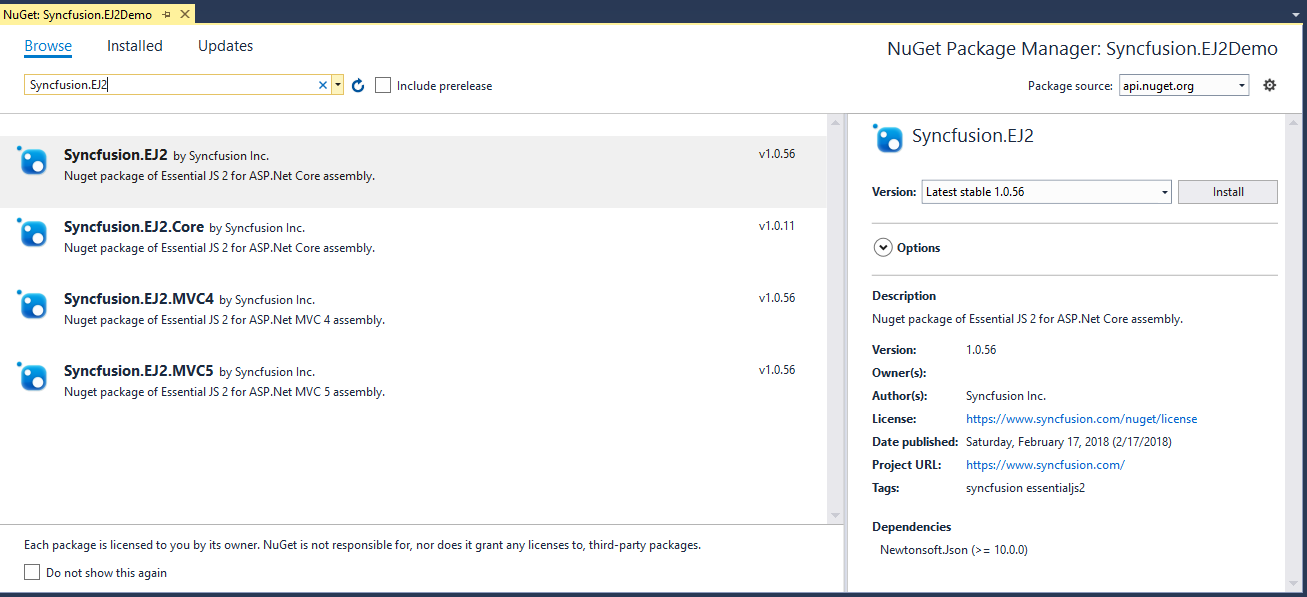 NuGet: Syncfusion.EJ2Demo
Browse Installed Updates
NuGet Package Manager: Syncfusion.EJ2Demo
Syncfusion.EJ2
Include prerelease
Package source: api.nuget.org
Syncfusion.EJ2 by Syncfusion Inc. v1.0.56
Nuget package of Essential JS 2 for ASP.Net Core assembly.
Syncfusion.EJ2.Core by Syncfusion Inc. v1.0.11
Nuget package of Essential JS 2 for ASP.Net Core assembly.
Syncfusion.EJ2.MVC4 by Syncfusion Inc. v1.0.56
Nuget package of Essential JS 2 for ASP.Net MVC 4 assembly.
Syncfusion.EJ2.MVC5 by Syncfusion Inc. v1.0.56
Nuget package of Essential JS 2 for ASP.Net MVC 5 assembly.
Each package is licensed to you by its owner. NuGet is not responsible for, nor does it grant any licenses to, third-party packages.
Do not show this again
Syncfusion.EJ2
Version: Latest stable 1.0.56 Install
Options
Description
Nuget package of Essential JS 2 for ASP.Net Core assembly.
Version: 1.0.56
Owner(s):
Author(s): Syncfusion Inc.
License: https://www.syncfusion.com/nuget/license
Date published: Saturday, February 17, 2018 (2/17/2018)
Project URL: https://www.syncfusion.com/
Tags: syncfusion essentialjs2
Dependencies
Newtonsoft.Json (>= 10.0.0)